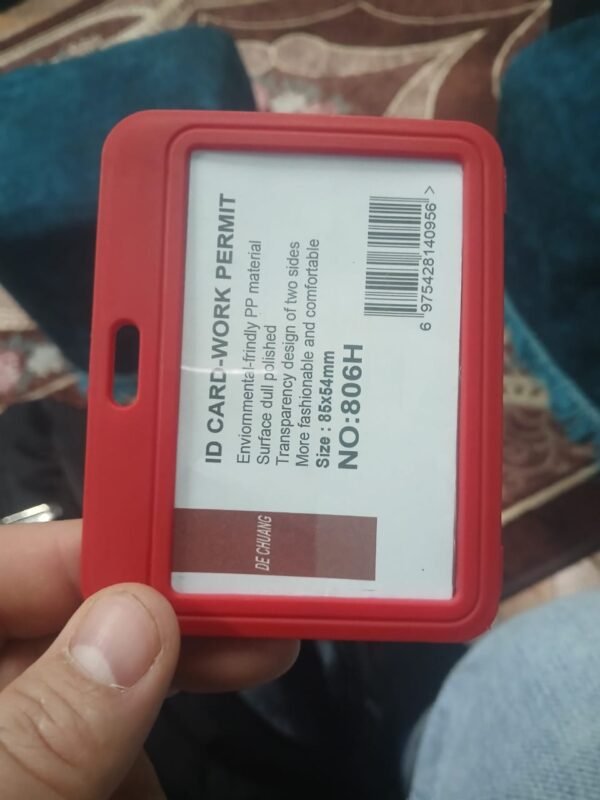 DE CHUANG
ID CARD-WORK PERMIT
Enviornmental-frindly PP material
Surface dull polished
Transparency design of two sides
More fashionable and comfortable
Size : 85x54mm
NO:806H
6 975428 140956 >